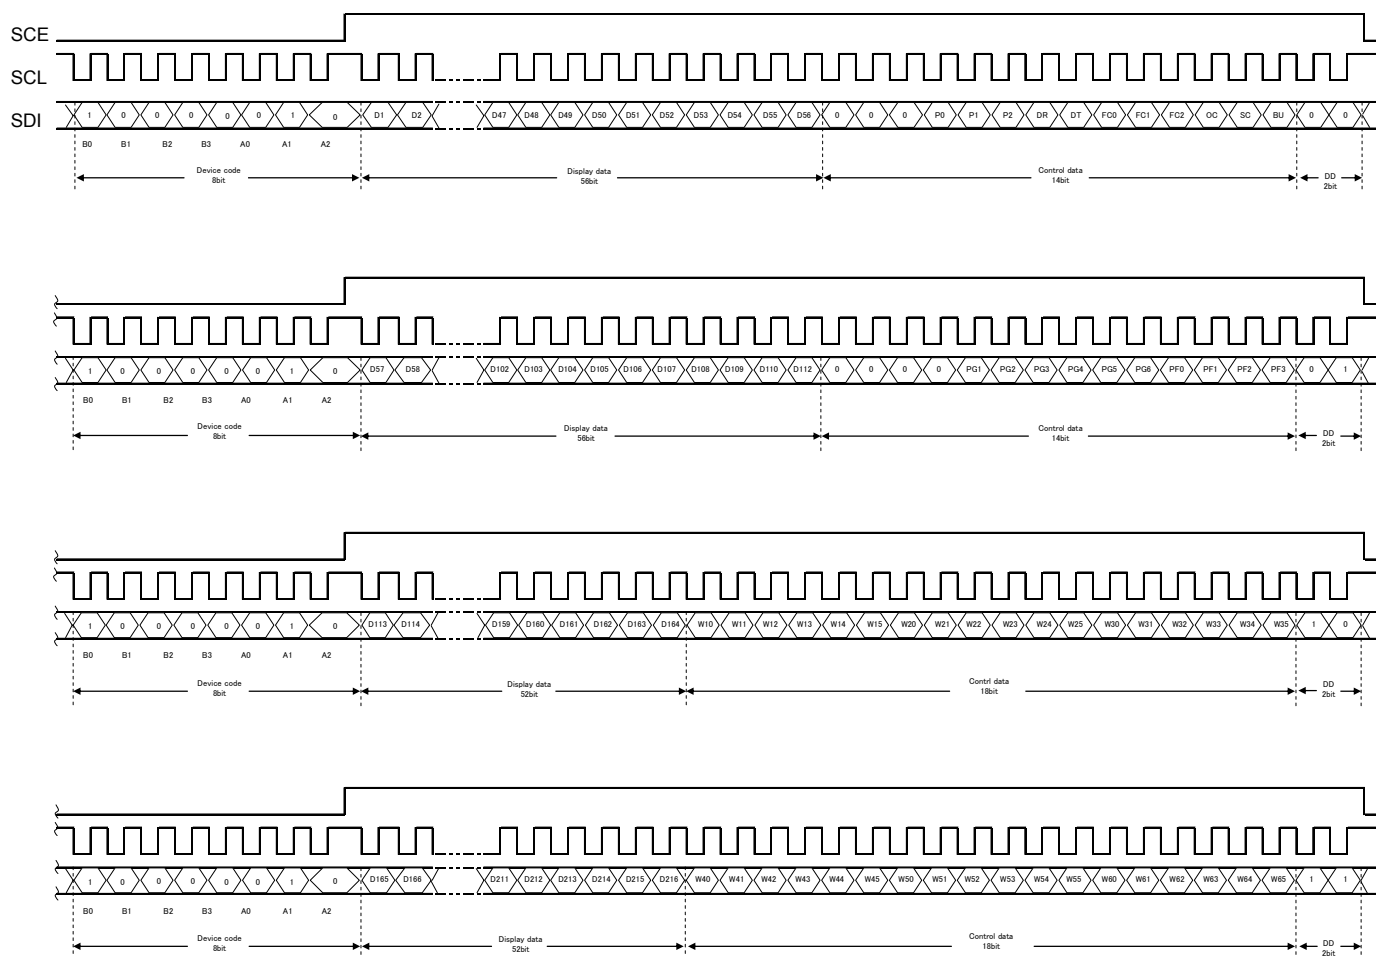 SCE
SCL
SDI 1 0 0 0 0 0 1 0 D1 D2 D47 D48 D49 D50 D51 D52 D53 D54 D55 D56 0 0 0 P0 P1 P2 DR DT FC0 FC1 FC2 OC SC BU 0 0
B0 B1 B2 B3 A0 A1 A2
Device code Display data Control data DD
8bit 56bit 14bit 2bit
1 0 0 0 0 0 1 0 D57 D58 D102 D103 D104 D105 D106 D107 D108 D109 D110 D112 0 0 0 0 PG1 PG2 PG3 PG4 PG5 PG6 PF0 PF1 PF2 PF3 0 1
B0 B1 B2 B3 A0 A1 A2
Device code Display data Control data DD
8bit 56bit 14bit 2bit
1 0 0 0 0 0 1 0 D113 D114 D159 D160 D161 D162 D163 D164 W10 W11 W12 W13 W14 W15 W20 W21 W22 W23 W24 W25 W30 W31 W32 W33 W34 W35 1 0
B0 B1 B2 B3 A0 A1 A2
Device code Display data Contrl data DD
8bit 52bit 18bit 2bit
1 0 0 0 0 0 1 0 D165 D166 D211 D212 D213 D214 D215 D216 W40 W41 W42 W43 W44 W45 W50 W51 W52 W53 W54 W55 W60 W61 W62 W63 W64 W65 1 1
B0 B1 B2 B3 A0 A1 A2
Device code Display data Control data DD
8bit 52bit 18bit 2bit